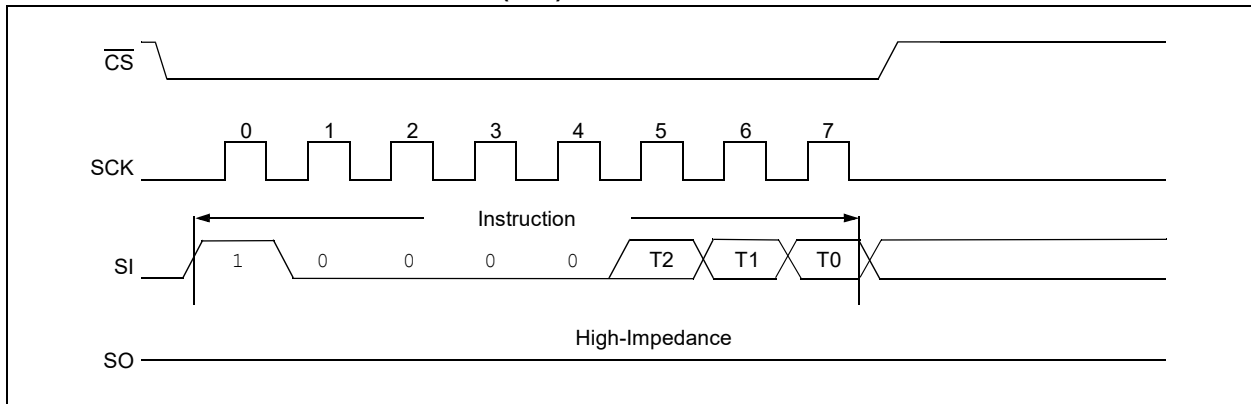 CS
0 1 2 3 4 5 6 7
SCK
Instruction
SI 1 0 0 0 0 T2 T1 T0
High-Impedance
SO